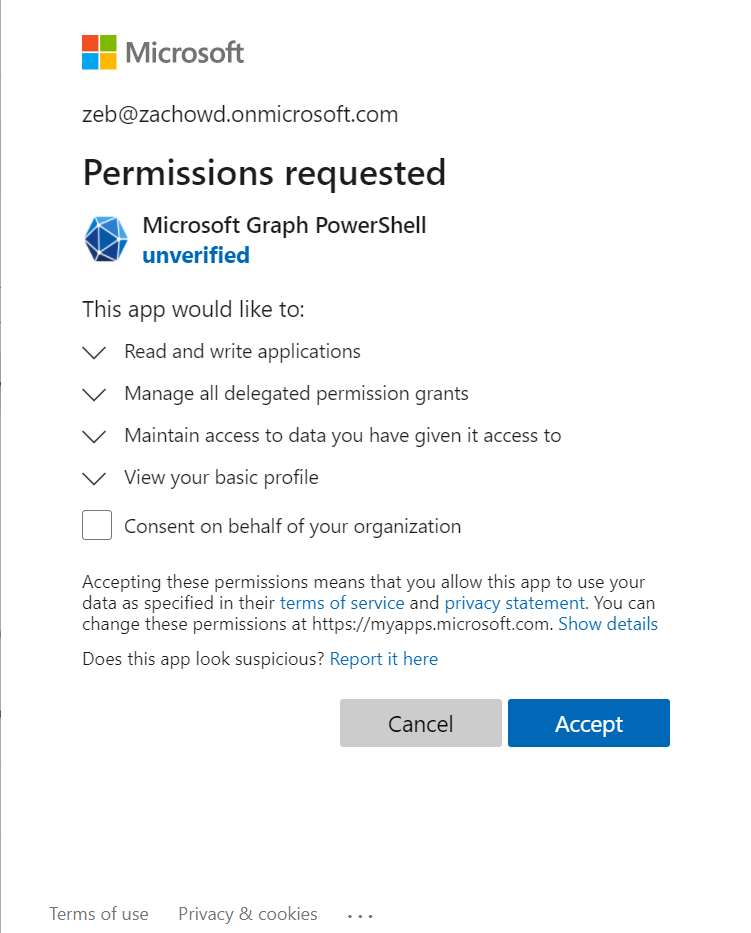 Microsoft
zeb@zachowd.onmicrosoft.com
Permissions requested
Microsoft Graph PowerShell
unverified
This app would like to:
Read and write applications
Manage all delegated permission grants
Maintain access to data you have given it access to
View your basic profile
Consent on behalf of your organization
Accepting these permissions means that you allow this app to use your
data as specified in their terms of service and privacy statement. You can
change these permissions at https://myapps.microsoft.com. Show details
Does this app look suspicious? Report it here
Cancel
Accept
Terms of use
Privacy & cookies
...